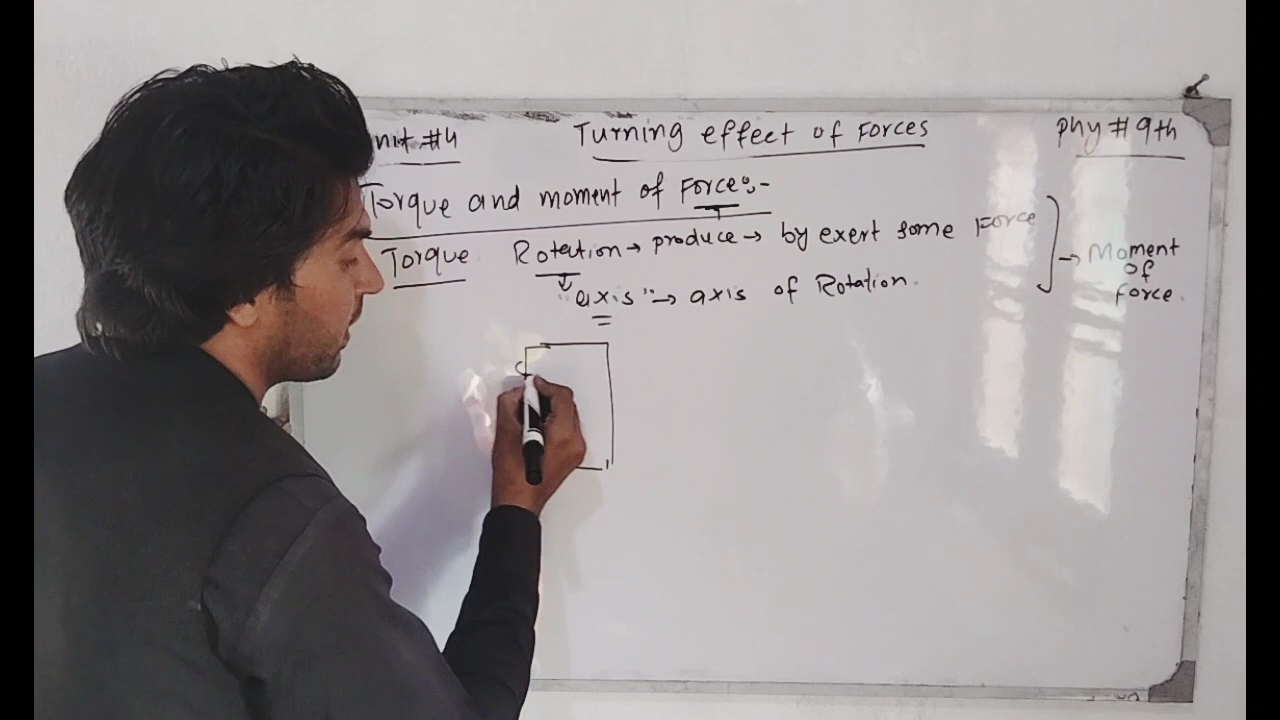 nit #4 Turning effect of Forces Phy # 9th
Torque and moment of Force:-
Torque Rotation → produce → by exert some Force
"axis" → axis of Rotation.
→ Moment
of
force.